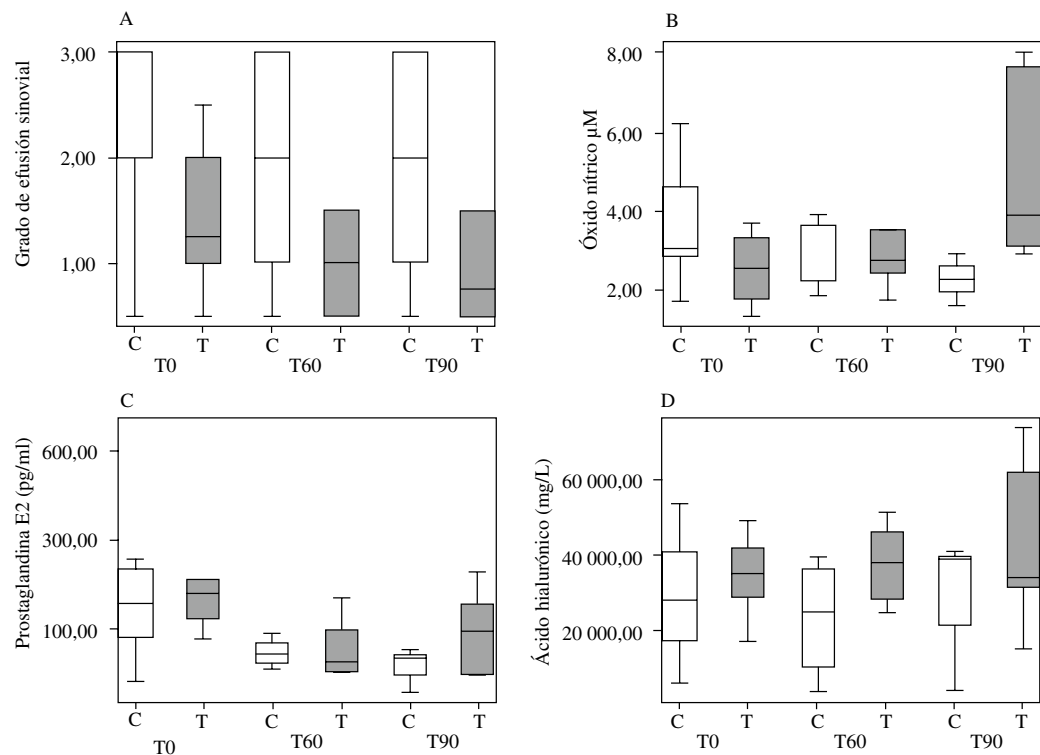 A
Grado de efusión sinovial
3,00
2,00
1,00
C T C T C T
T0 T60 T90
B
Óxido nítrico µM
8,00
6,00
4,00
2,00
C T C T C T
T0 T60 T90
C
Prostaglandina E2 (pg/ml)
600,00
300,00
100,00
C T C T C T
T0 T60 T90
D
Ácido hialurónico (mg/L)
60 000,00
40 000,00
20 000,00
C T C T C T
T0 T60 T90